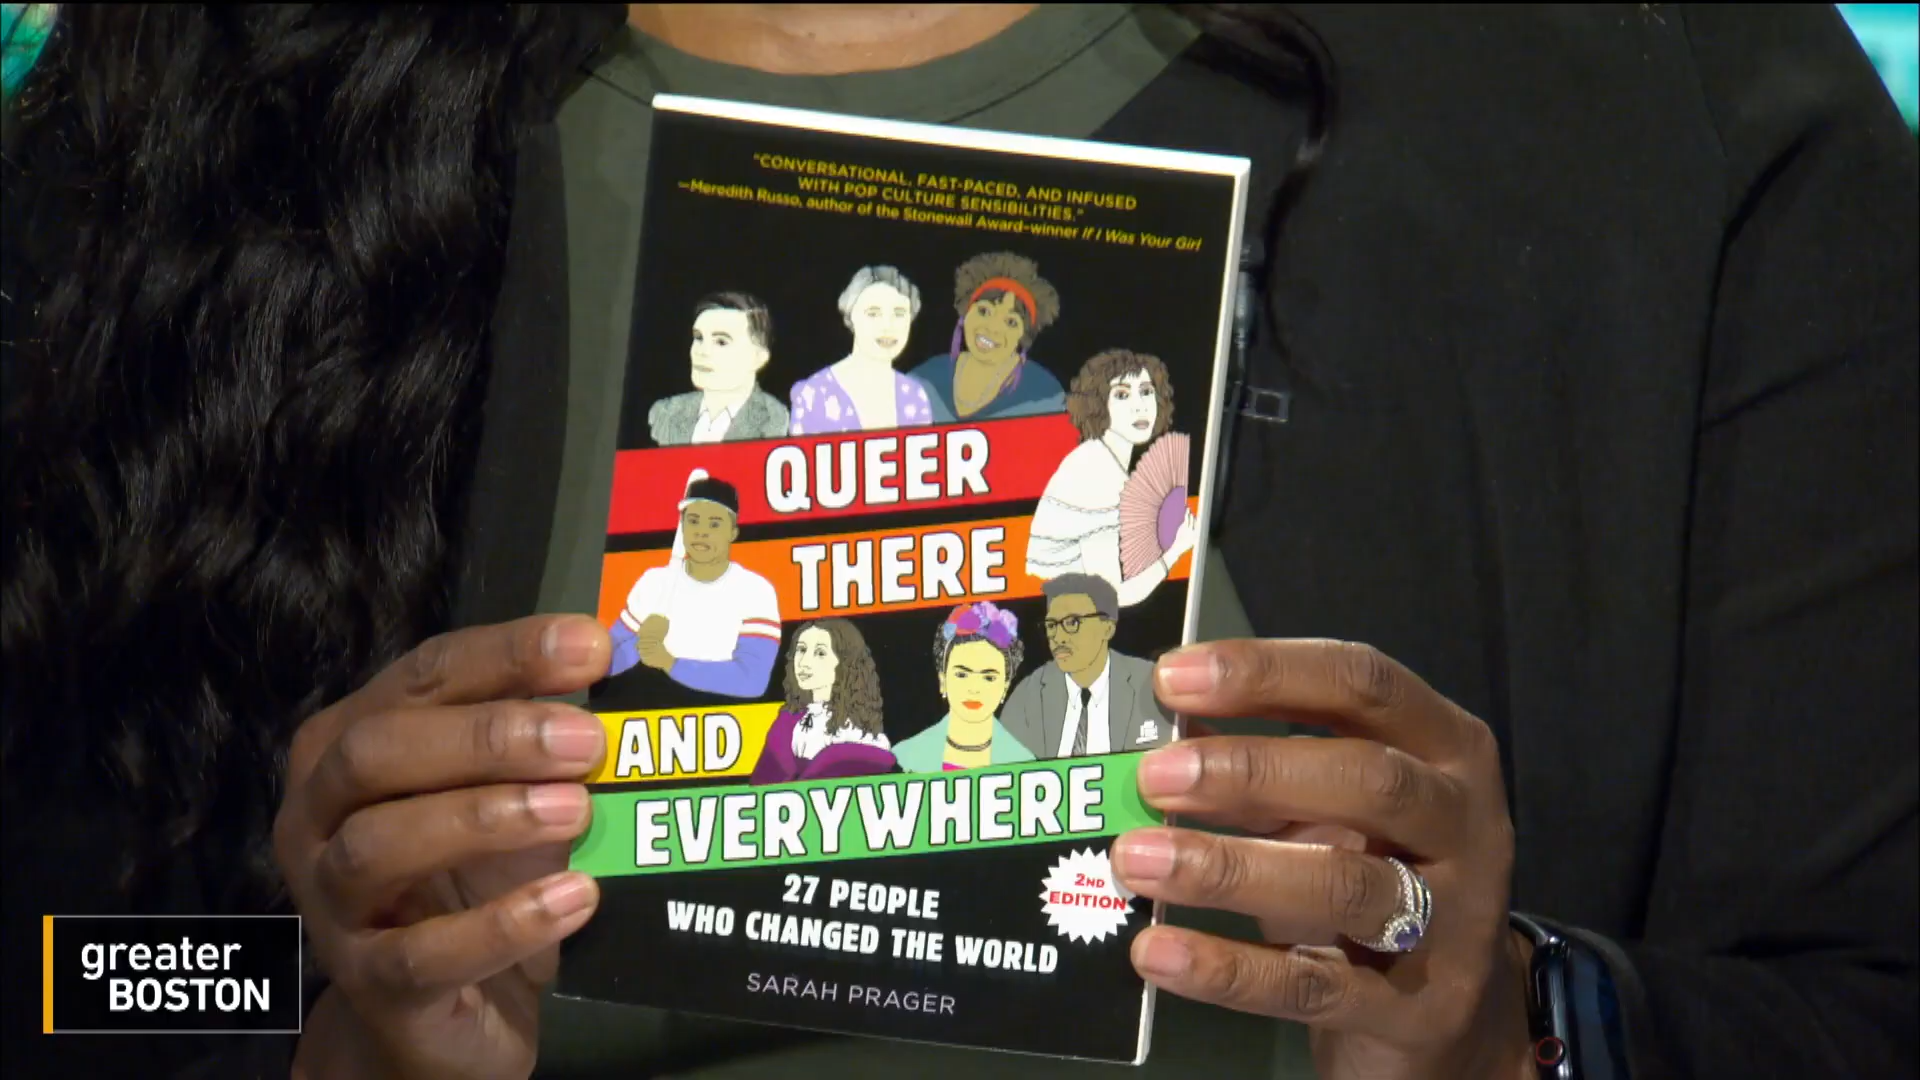 "CONVERSATIONAL, FAST-PACED, AND INFUSED
WITH POP CULTURE SENSIBILITIES."
—Meredith Russo, author of the Stonewall Award-winner If I Was Your Girl
QUEER
THERE
AND
EVERYWHERE
2ND
EDITION
27 PEOPLE
WHO CHANGED THE WORLD
SARAH PRAGER
greater
BOSTON